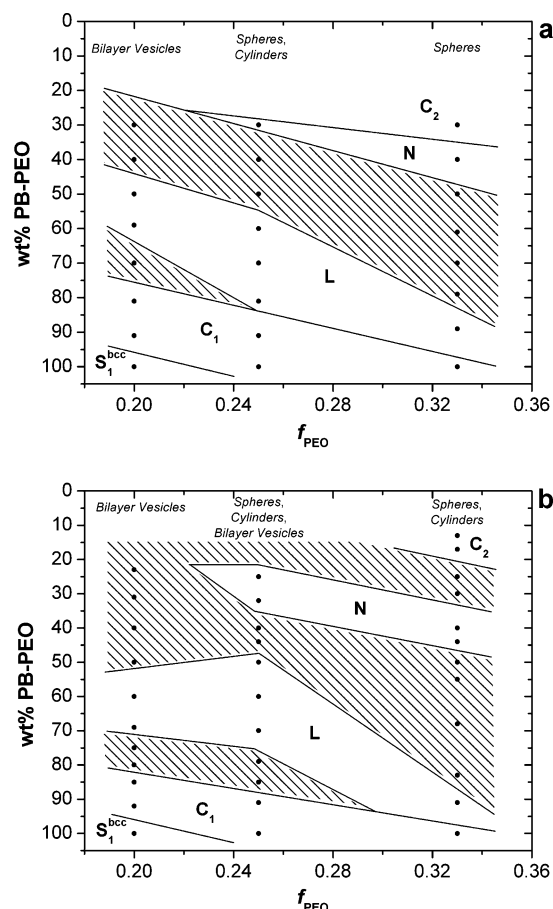 a
Bilayer Vesicles
Spheres,
Cylinders
Spheres
0
10
20
30
40
50
60
70
80
90
100
wt% PB-PEO
C2
N
L
C1
S1bcc
0.20
0.24
0.28
0.32
0.36
fPEO
b
Bilayer Vesicles
Spheres,
Cylinders,
Bilayer Vesicles
Spheres,
Cylinders
0
10
20
30
40
50
60
70
80
90
100
wt% PB-PEO
C2
N
L
C1
S1bcc
0.20
0.24
0.28
0.32
0.36
fPEO